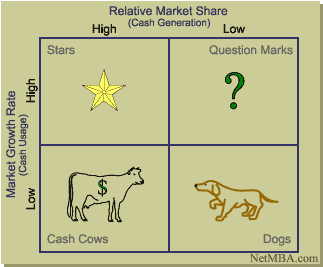 Relative Market Share
(Cash Generation)
High Low
Market Growth Rate
(Cash Usage)
High
Stars Question Marks
?
Low
$
Cash Cows Dogs
NetMBA.com